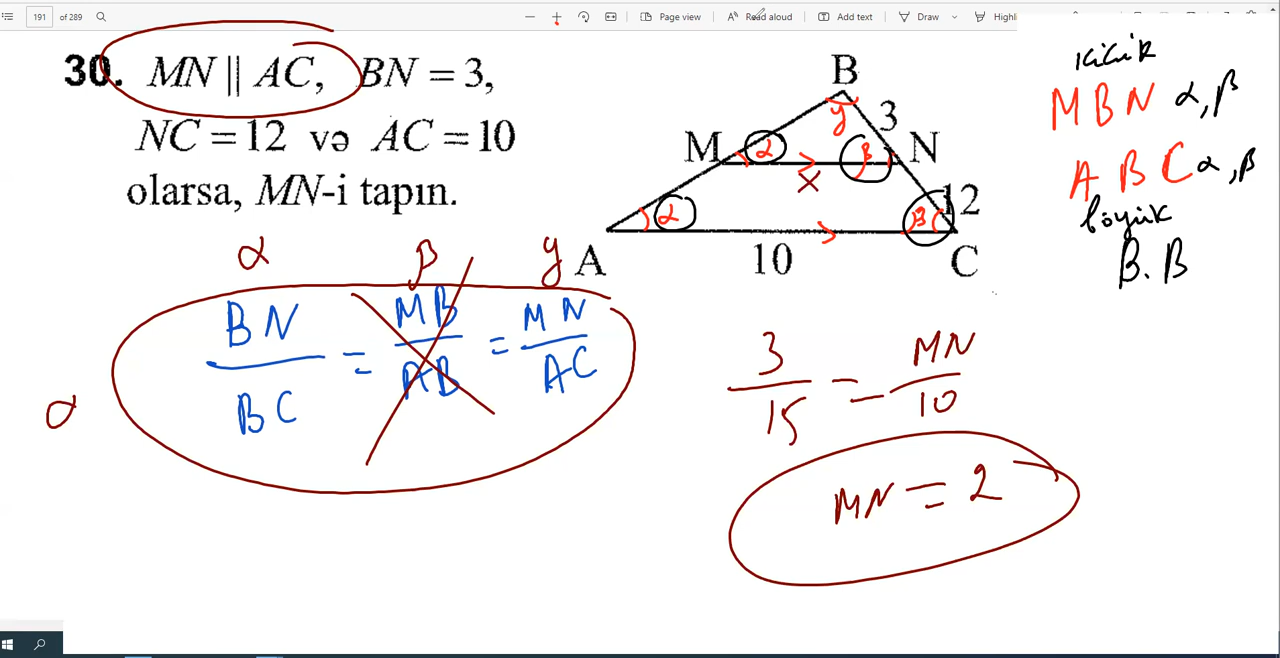 191 of 289 Page view Read aloud Add text Draw Highli
30. MN || AC, BN = 3,
NC = 12 və AC = 10
olarsa, MN-i tapın.
B
y 3
M α β N
x
α β 12
A 10 C
kiçik
MBN α, β
ABC α, β
böyük
B.B
α β y
BN/BC = MB/AB = MN/AC
α
3/15 = MN/10
MN = 2